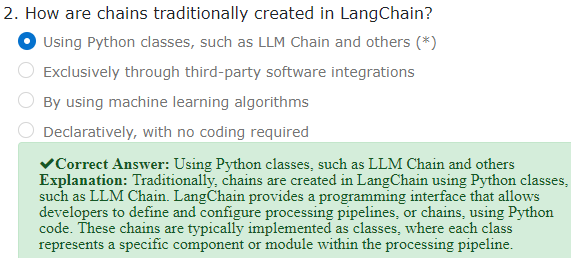 2. How are chains traditionally created in LangChain?
Using Python classes, such as LLM Chain and others (*)
Exclusively through third-party software integrations
By using machine learning algorithms
Declaratively, with no coding required
✔Correct Answer: Using Python classes, such as LLM Chain and others
Explanation: Traditionally, chains are created in LangChain using Python classes,
such as LLM Chain. LangChain provides a programming interface that allows
developers to define and configure processing pipelines, or chains, using Python
code. These chains are typically implemented as classes, where each class
represents a specific component or module within the processing pipeline.